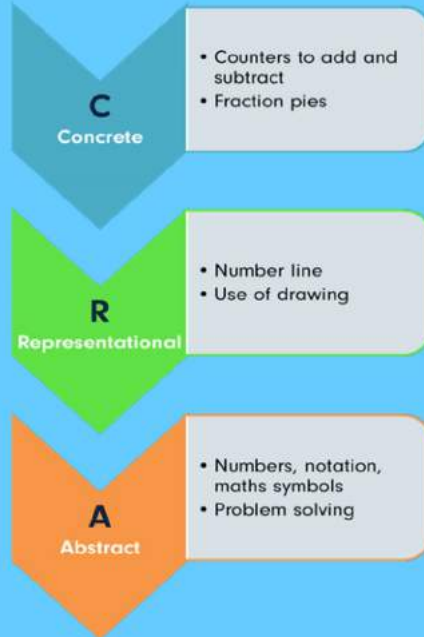 C
Concrete
• Counters to add and
subtract
• Fraction pies
R
Representational
• Number line
• Use of drawing
A
Abstract
• Numbers, notation,
maths symbols
• Problem solving